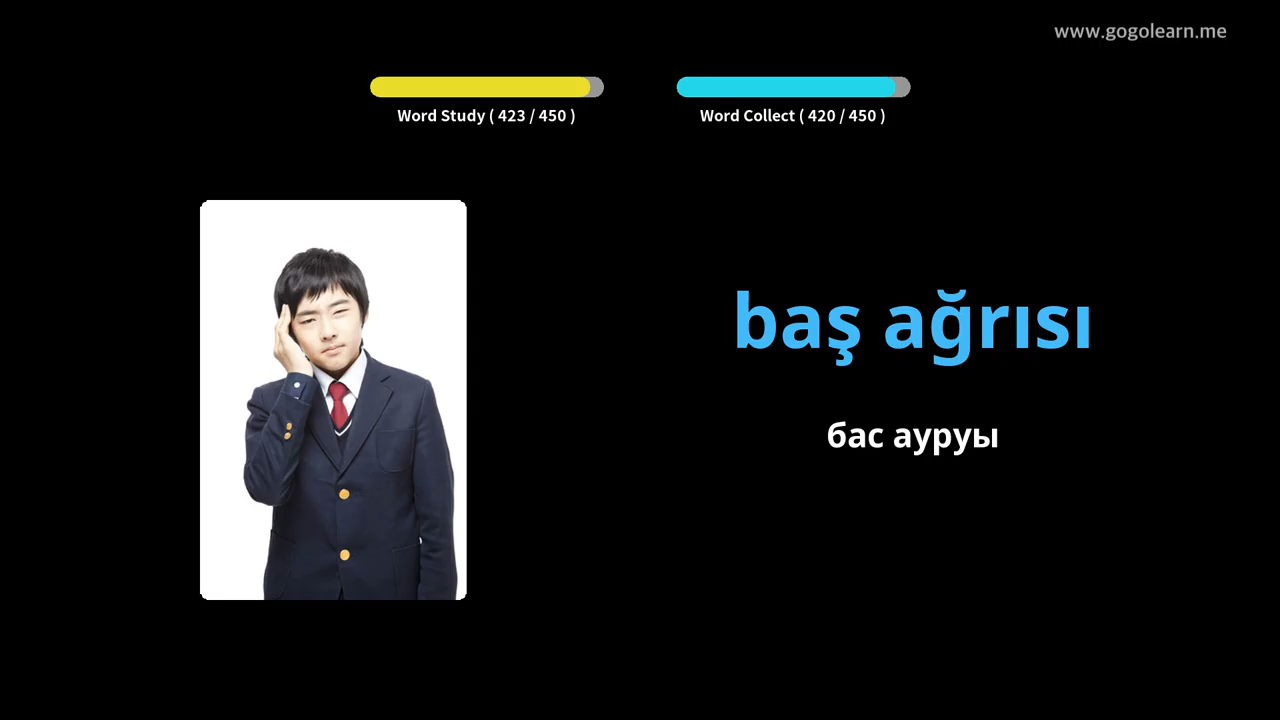 www.gogolearn.me
Word Study ( 423 / 450 )
Word Collect ( 420 / 450 )
baş ağrısı
бас ауруы